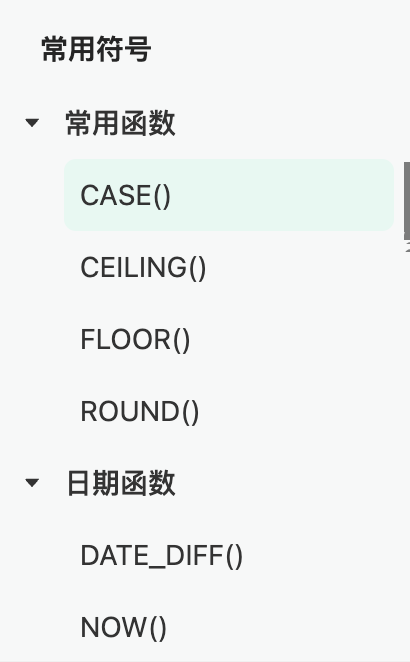 常用符号
常用函数
CASE()
CEILING()
FLOOR()
ROUND()
日期函数
DATE_DIFF()
NOW()